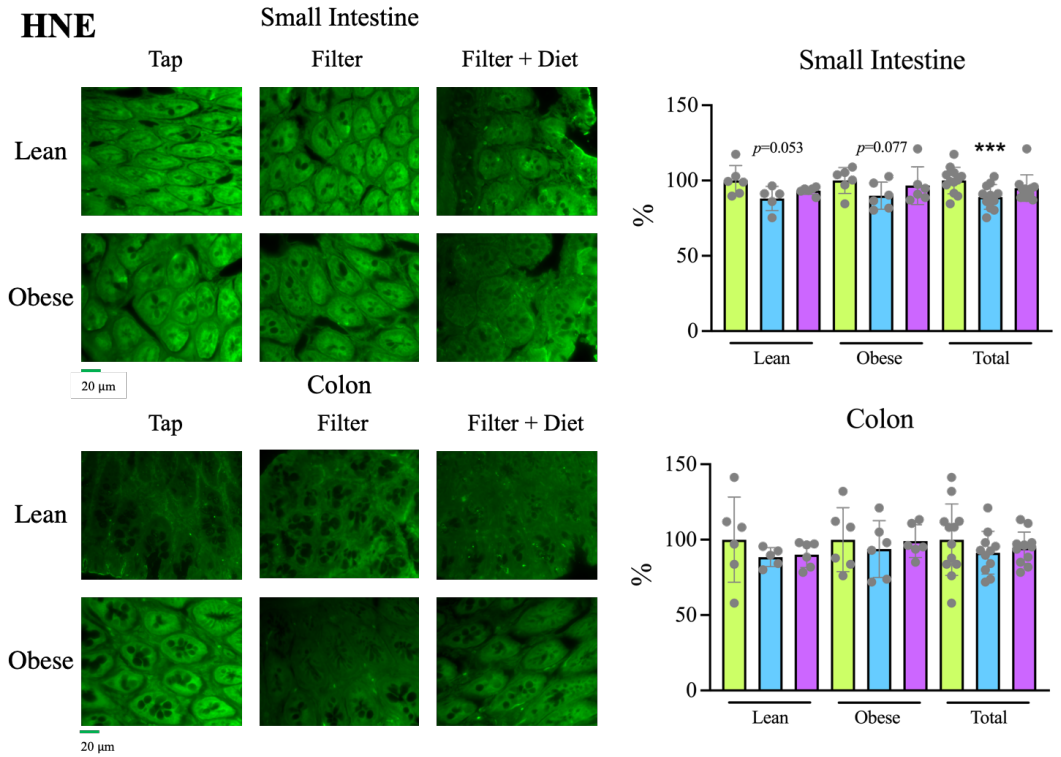 HNE
Small Intestine
Tap Filter Filter + Diet
Lean
Obese
20 μm
Colon
Tap Filter Filter + Diet
Lean
Obese
20 μm
Small Intestine
150
100
50
0
%
p=0.053 p=0.077 ***
Lean Obese Total
Colon
150
100
50
0
%
Lean Obese Total